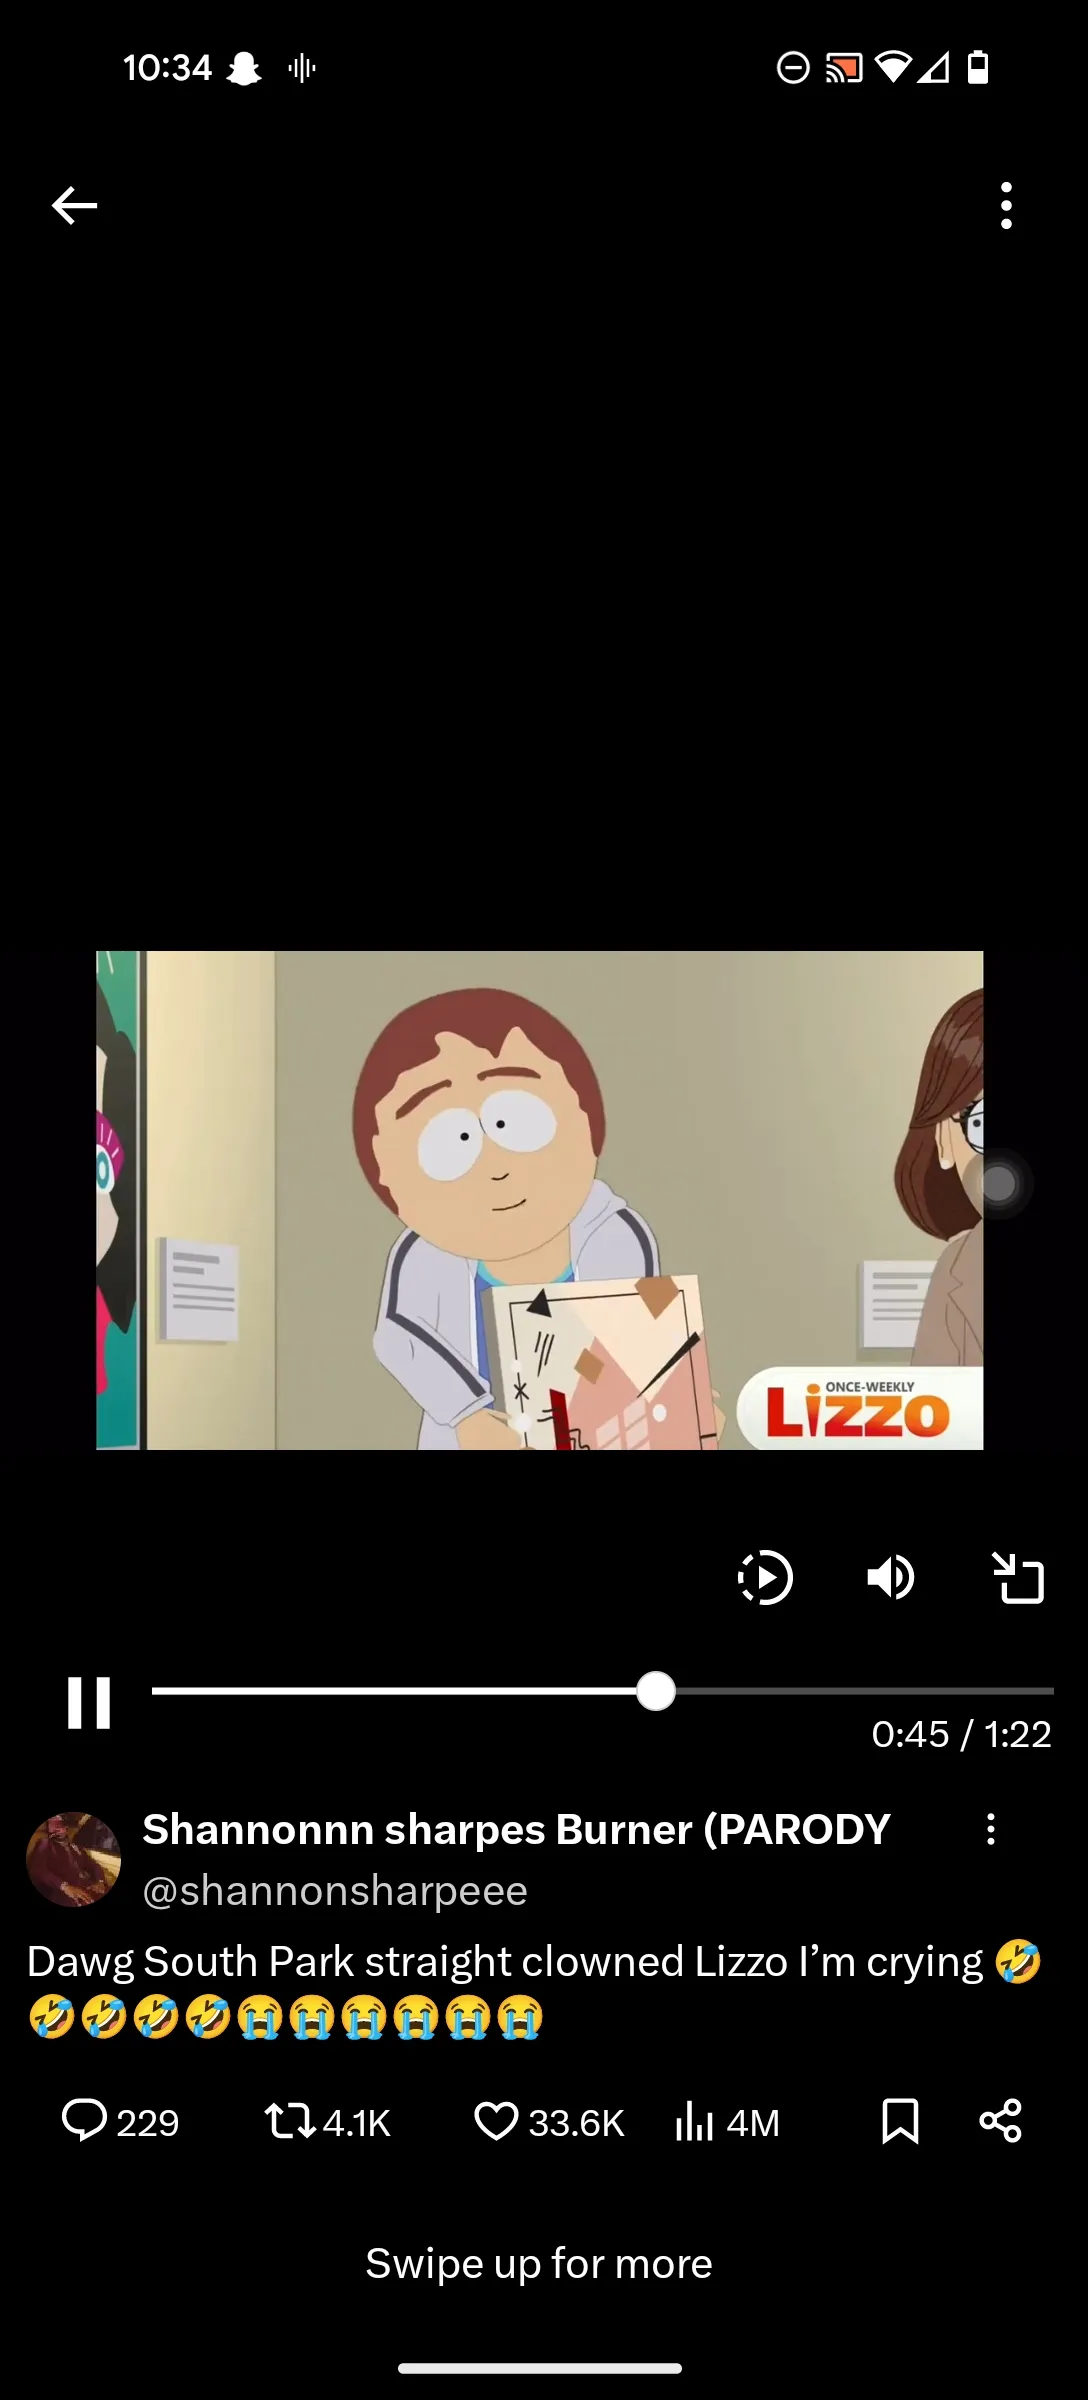 10:34
ONCE-WEEKLY
Lizzo
0:45 / 1:22
Shannonnn sharpes Burner (PARODY
@shannonsharpeee
Dawg South Park straight clowned Lizzo I’m crying 🤣
🤣🤣🤣🤣😭😭😭😭😭😭
229 4.1K 33.6K 4M
Swipe up for more